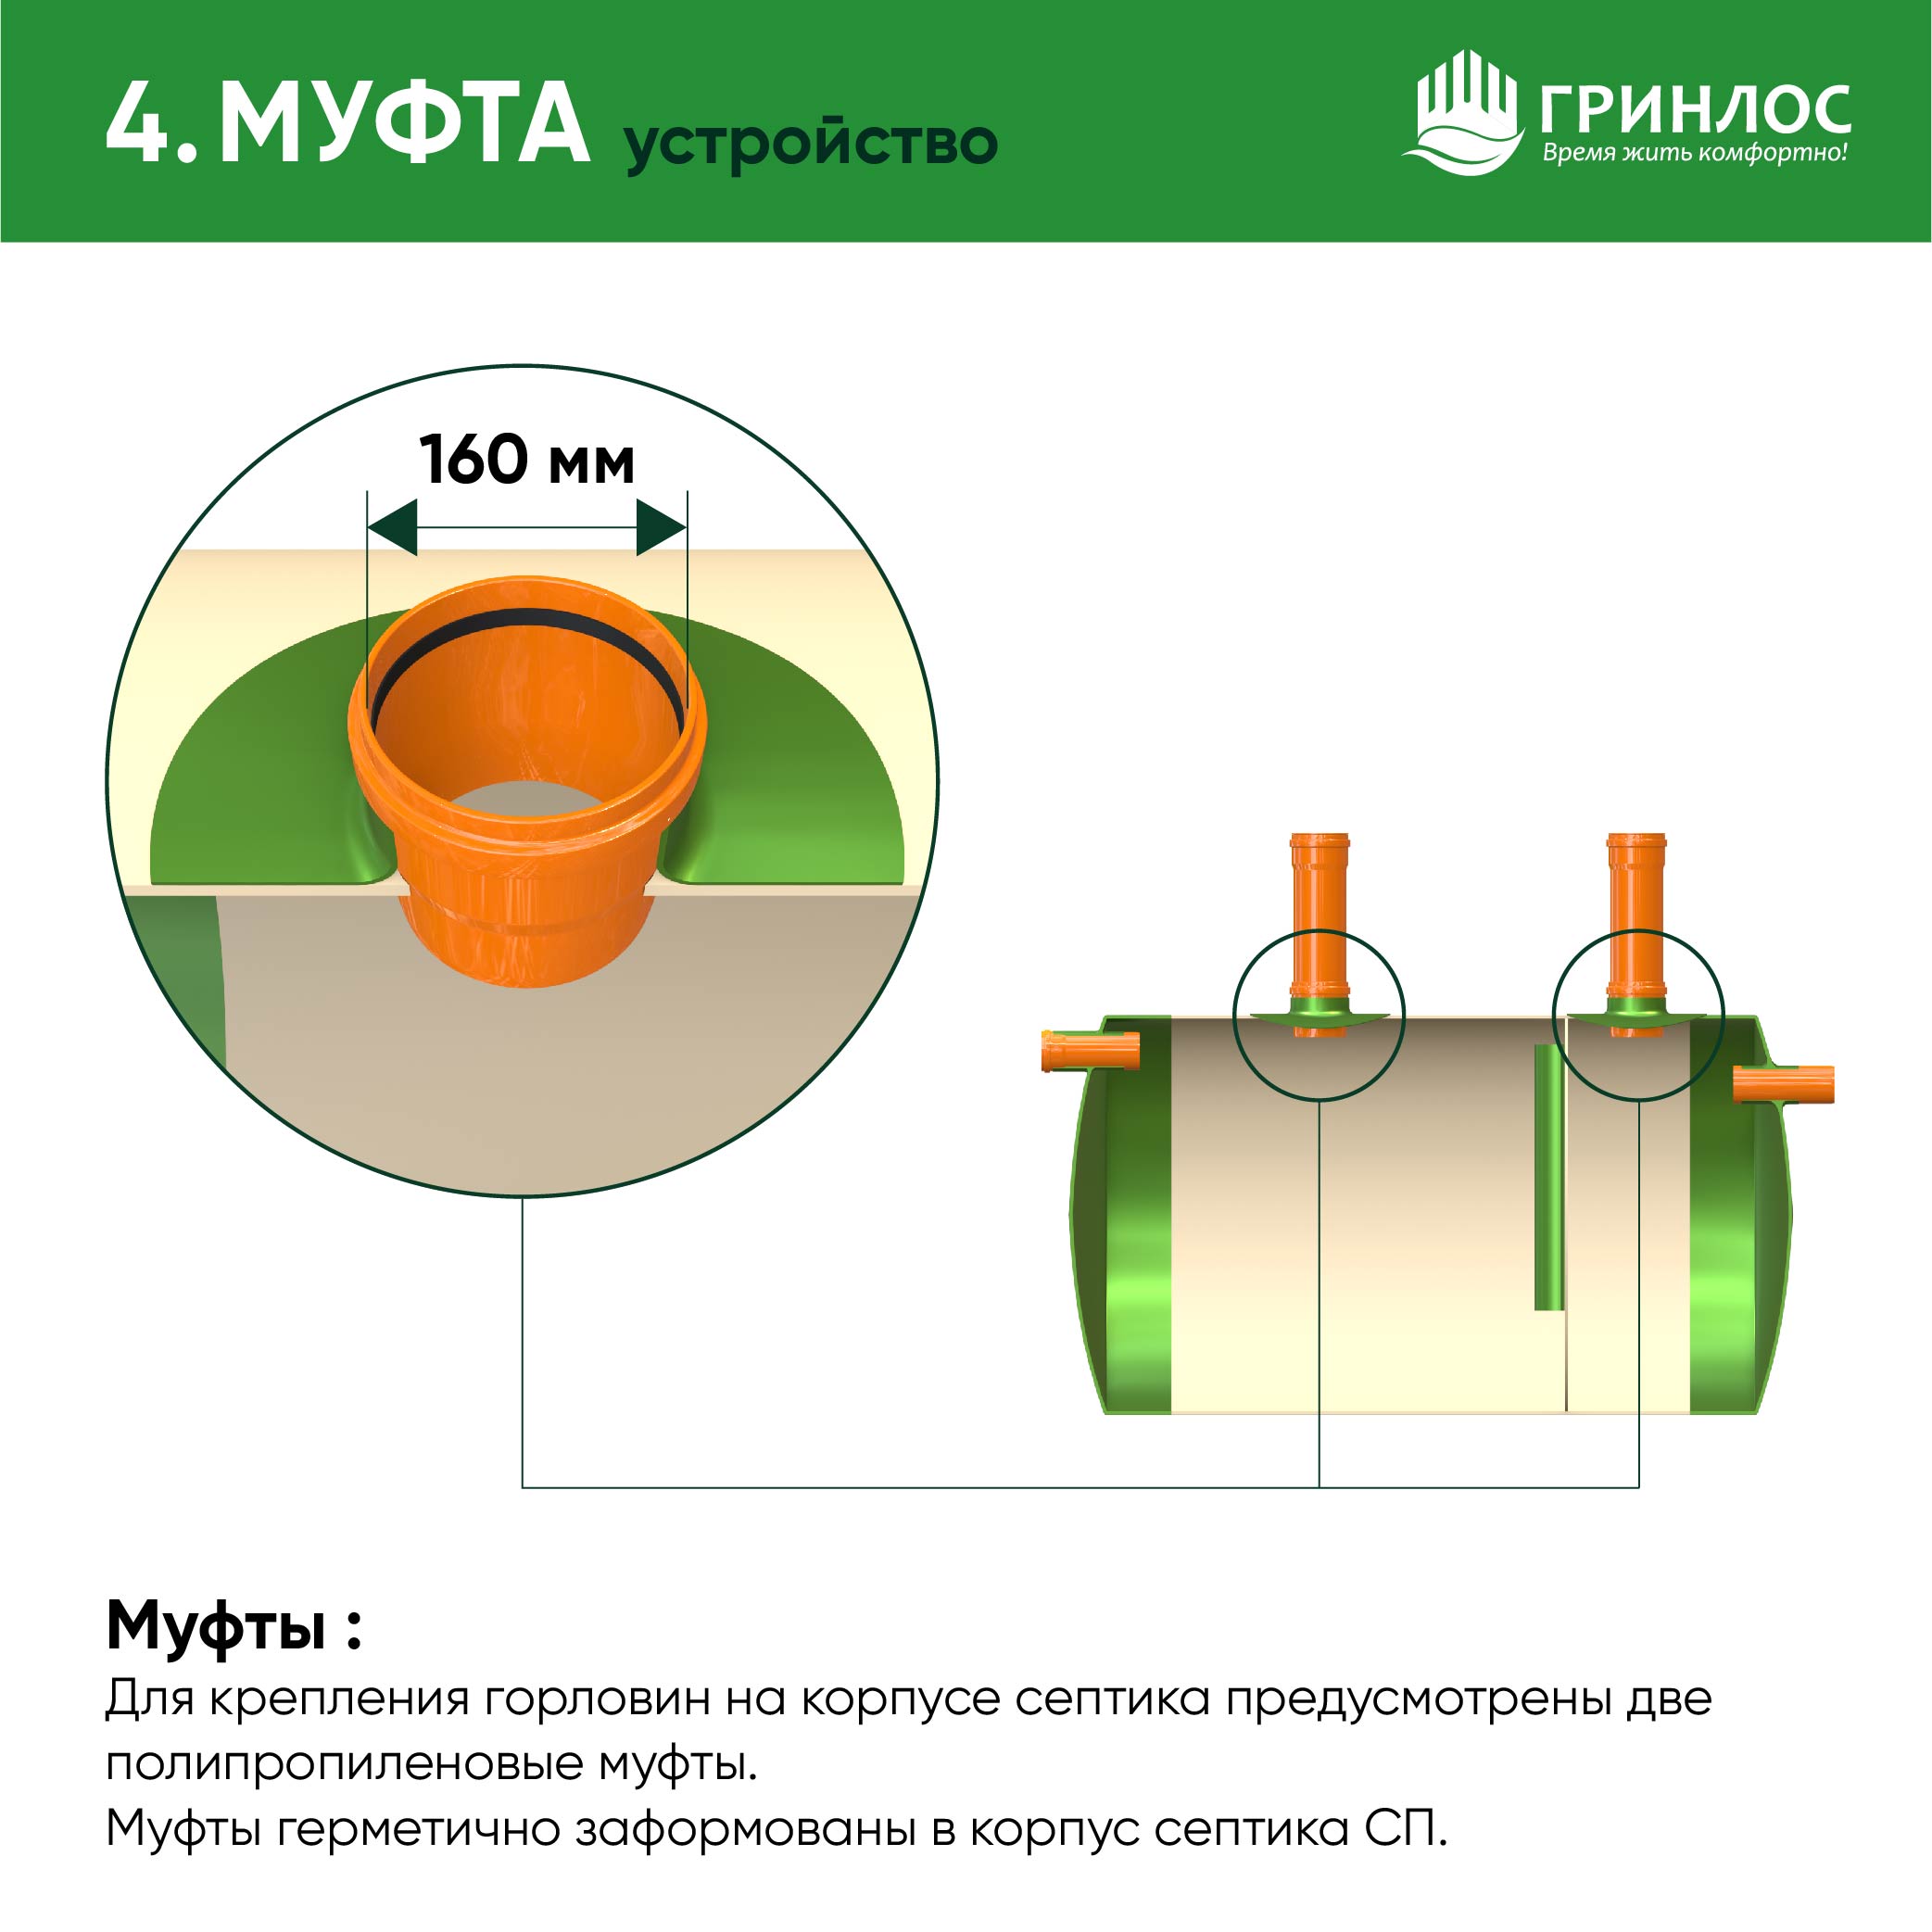 4. МУФТА устройство
ГРИНЛОС
Время жить комфортно!
160 мм
Муфты :
Для крепления горловин на корпусе септика предусмотрены две
полипропиленовые муфты.
Муфты герметично заформованы в корпус септика СП.